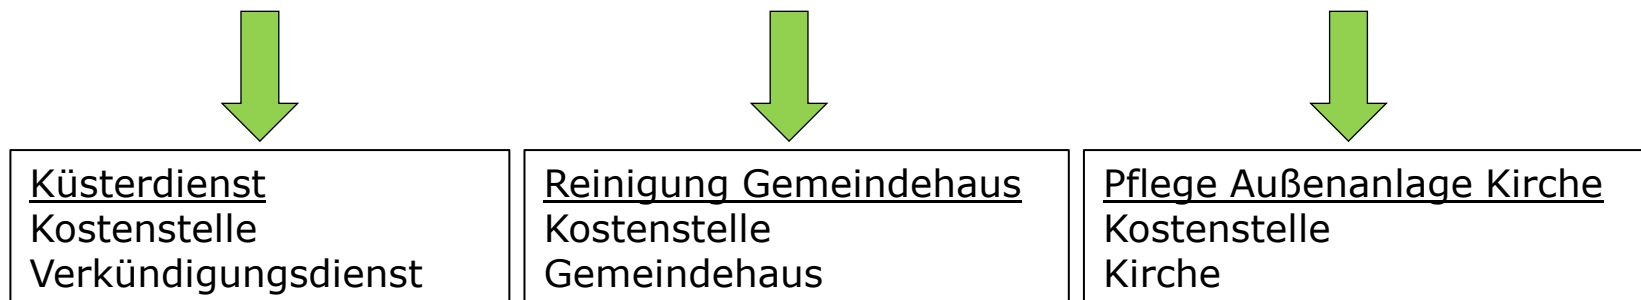 Küsterdienst
Kostenstelle
Verkündigungsdienst
Reinigung Gemeindehaus
Kostenstelle
Gemeindehaus
Pflege Außenanlage Kirche
Kostenstelle
Kirche